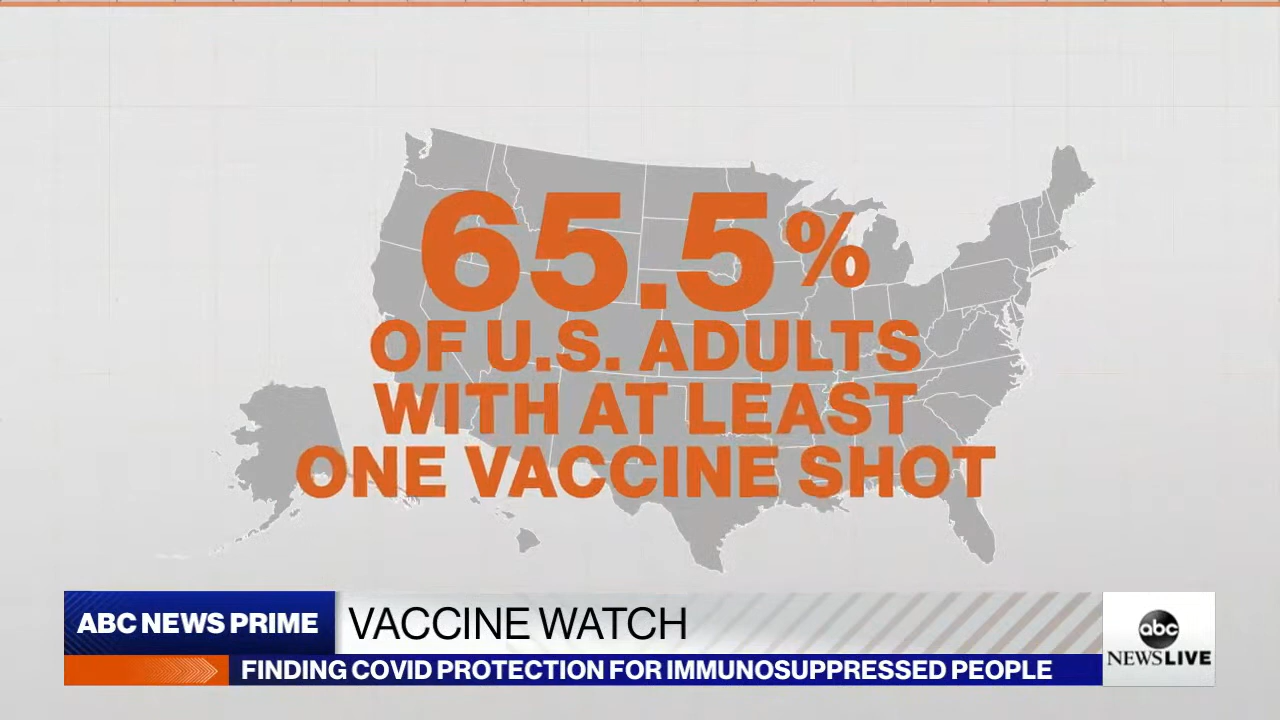 65.5%
OF U.S. ADULTS
WITH AT LEAST
ONE VACCINE SHOT
ABC NEWS PRIME
VACCINE WATCH
FINDING COVID PROTECTION FOR IMMUNOSUPPRESSED PEOPLE
abc
NEWSLIVE